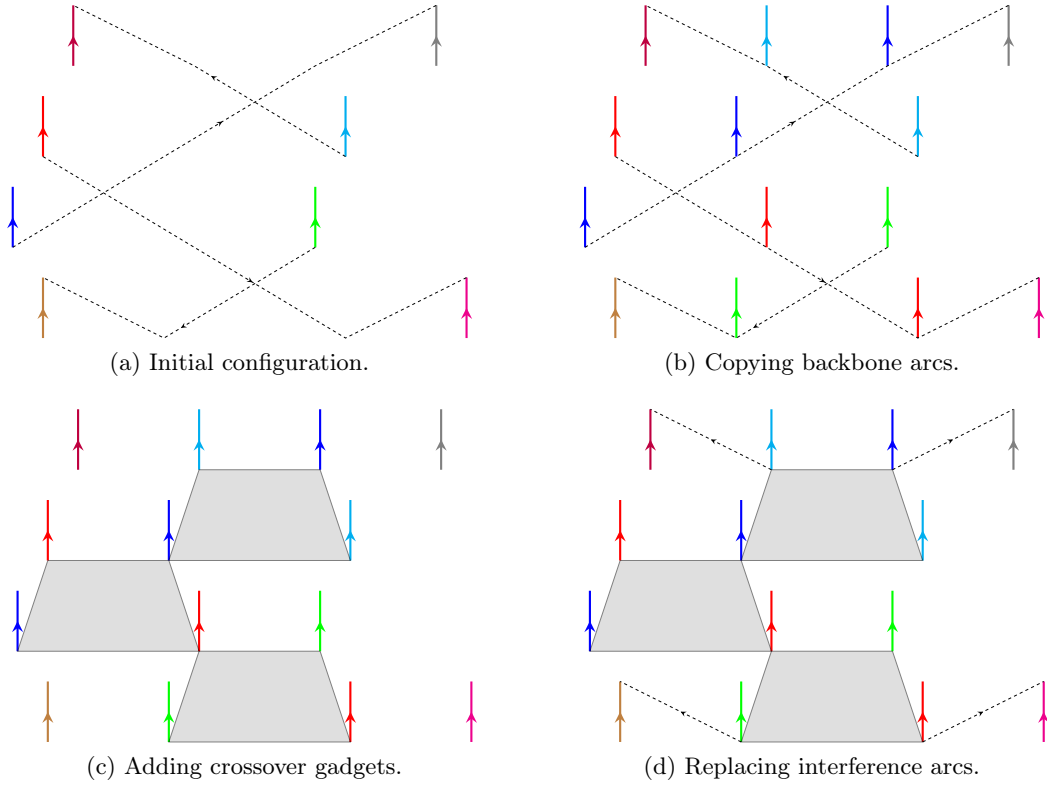 (a) Initial configuration.
(b) Copying backbone arcs.
(c) Adding crossover gadgets.
(d) Replacing interference arcs.